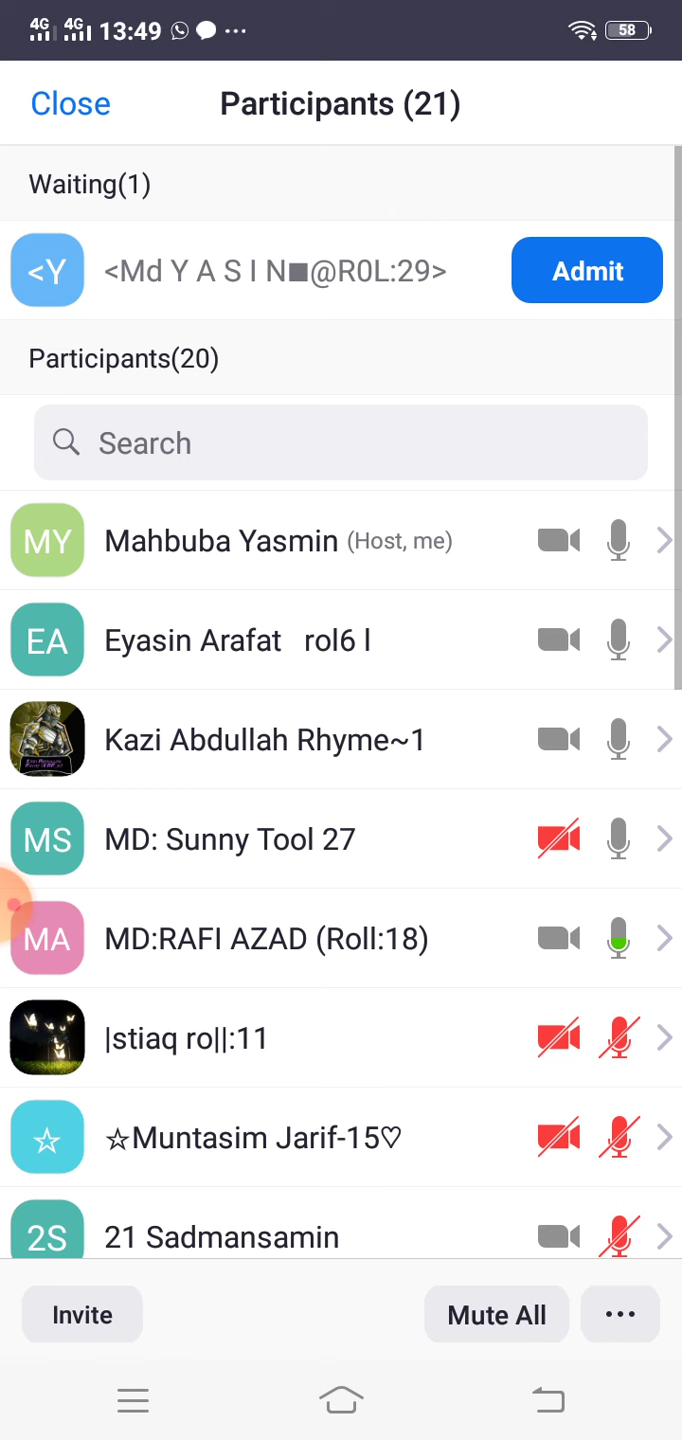 4G 4G 13:49 58
Close Participants (21)
Waiting(1)
<Y <Md Y A S I N■@R0L:29> Admit
Participants(20)
Search
MY Mahbuba Yasmin (Host, me)
EA Eyasin Arafat rol6 l
Kazi Abdullah Rhyme~1
MS MD: Sunny Tool 27
MA MD:RAFI AZAD (Roll:18)
|stiaq ro||:11
☆ ☆Muntasim Jarif-15♡
2S 21 Sadmansamin
Invite Mute All ...